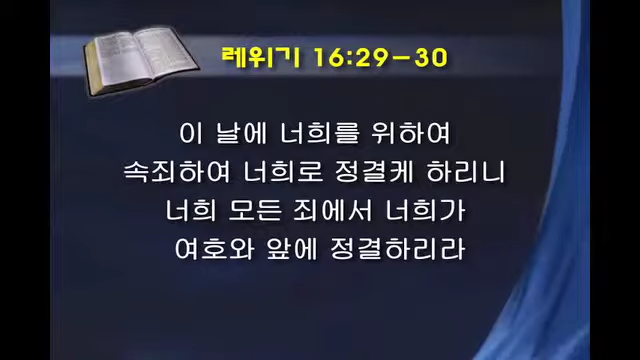 레위기 16:29-30
이 날에 너희를 위하여
속죄하여 너희로 정결케 하리니
너희 모든 죄에서 너희가
여호와 앞에 정결하리라